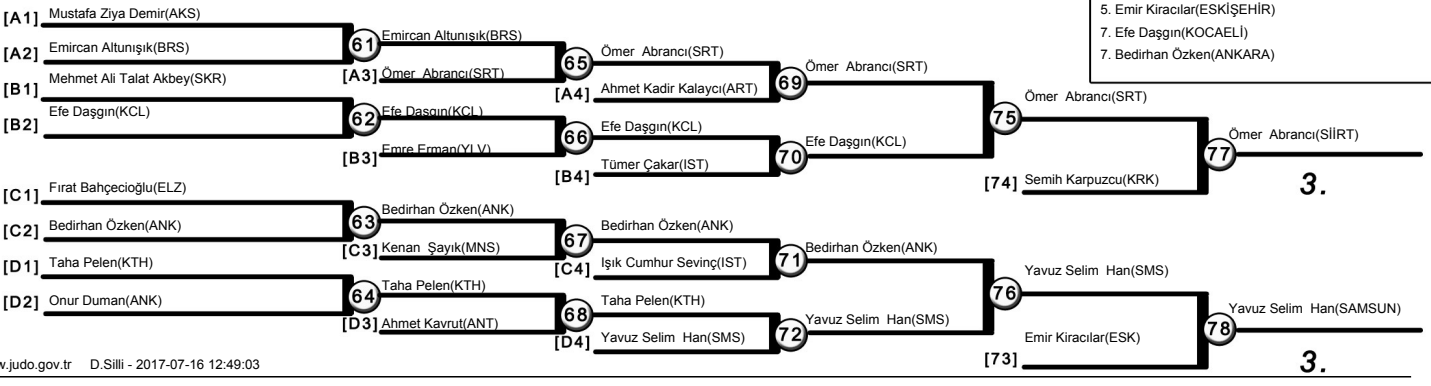 5. Emir Kiracılar(ESKİŞEHİR)
7. Efe Daşgın(KOCAELİ)
7. Bedirhan Özken(ANKARA)
[A1] Mustafa Ziya Demir(AKS)
[A2] Emircan Altunışık(BRS)
61 Emircan Altunışık(BRS)
[A3] Ömer Abrancı(SRT)
[B1] Mehmet Ali Talat Akbey(SKR)
[B2] Efe Daşgın(KCL)
62 Efe Daşgın(KCL)
[B3] Emre Erman(YLV)
65 Ömer Abrancı(SRT)
[A4] Ahmet Kadir Kalaycı(ART)
66 Efe Daşgın(KCL)
[B4] Tümer Çakar(IST)
69 Ömer Abrancı(SRT)
70 Efe Daşgın(KCL)
75 Ömer Abrancı(SRT)
[74] Semih Karpuzcu(KRK)
77 Ömer Abrancı(SİİRT)
3.
[C1] Fırat Bahçecioğlu(ELZ)
[C2] Bedirhan Özken(ANK)
63 Bedirhan Özken(ANK)
[C3] Kenan Şayık(MNS)
[D1] Taha Pelen(KTH)
[D2] Onur Duman(ANK)
64 Taha Pelen(KTH)
[D3] Ahmet Kavrut(ANT)
67 Bedirhan Özken(ANK)
[C4] Işık Cumhur Sevinç(IST)
68 Taha Pelen(KTH)
[D4] Yavuz Selim Han(SMS)
71 Bedirhan Özken(ANK)
72 Yavuz Selim Han(SMS)
76 Yavuz Selim Han(SMS)
[73] Emir Kiracılar(ESK)
78 Yavuz Selim Han(SAMSUN)
3.
w.judo.gov.tr D.Silli - 2017-07-16 12:49:03